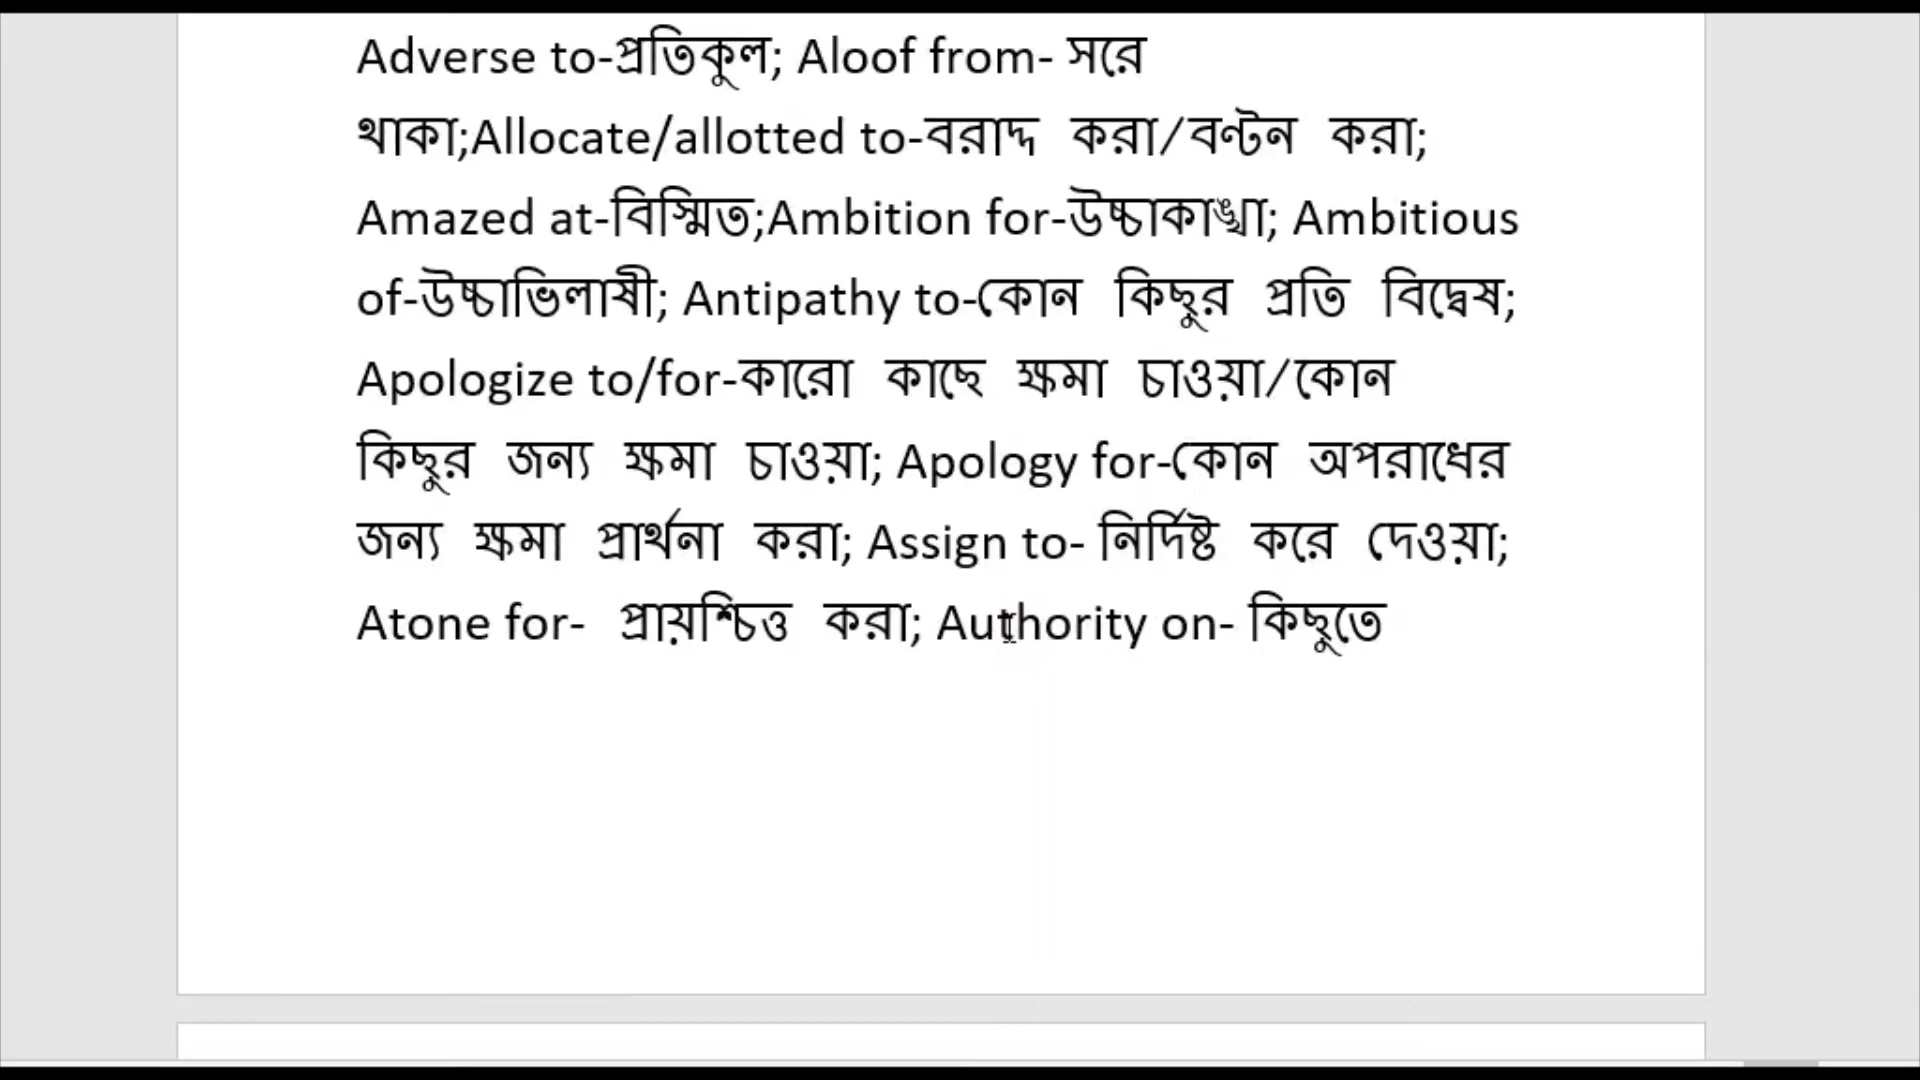 Adverse to-প্রতিকুল; Aloof from- সরে
থাকা;Allocate/allotted to-বরাদ্দ করা/বণ্টন করা;
Amazed at-বিস্মিত;Ambition for-উচ্চাকাঙ্খা; Ambitious
of-উচ্চাভিলাষী; Antipathy to-কোন কিছুর প্রতি বিদ্বেষ;
Apologize to/for-কারো কাছে ক্ষমা চাওয়া/কোন
কিছুর জন্য ক্ষমা চাওয়া; Apology for-কোন অপরাধের
জন্য ক্ষমা প্রার্থনা করা; Assign to- নির্দিষ্ট করে দেওয়া;
Atone for- প্রায়শ্চিত্ত করা; Authority on- কিছুতে